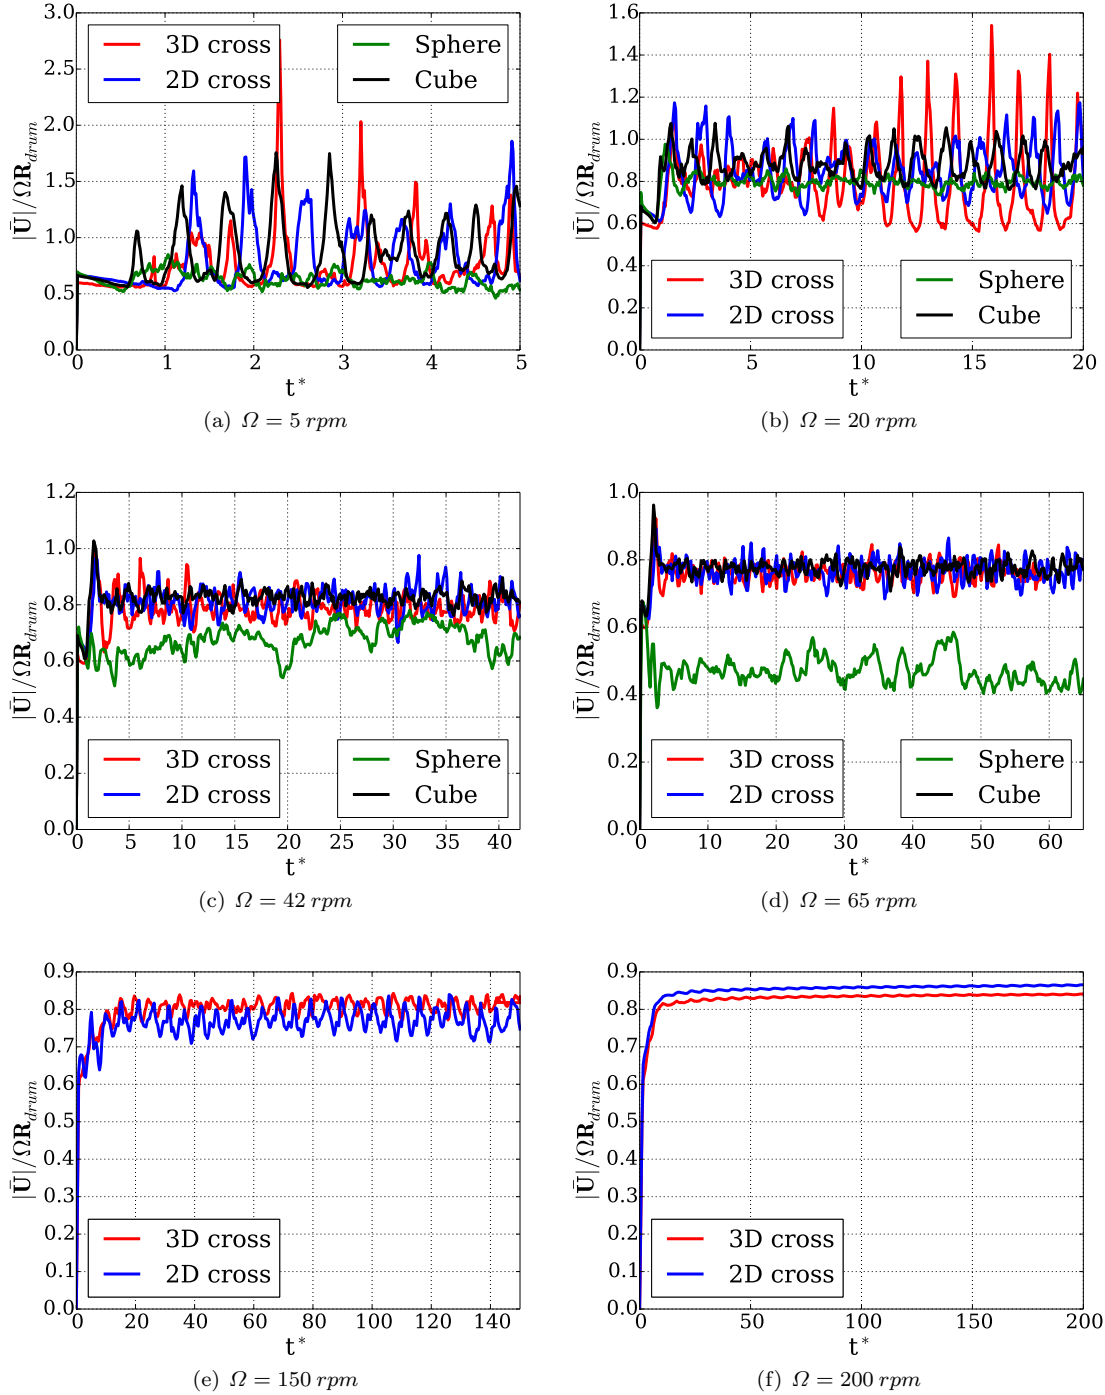 3.0
2.5
2.0
1.5
1.0
0.5
0.0
|Ū|/ΩR_drum
3D cross
2D cross
Sphere
Cube
0 1 2 3 4 5
t*
(a) Ω = 5 rpm
1.6
1.4
1.2
1.0
0.8
0.6
0.4
0.2
0.0
|Ū|/ΩR_drum
3D cross
2D cross
Sphere
Cube
0 5 10 15 20
t*
(b) Ω = 20 rpm
1.2
1.0
0.8
0.6
0.4
0.2
0.0
|Ū|/ΩR_drum
3D cross
2D cross
Sphere
Cube
0 5 10 15 20 25 30 35 40
t*
(c) Ω = 42 rpm
1.0
0.8
0.6
0.4
0.2
0.0
|Ū|/ΩR_drum
3D cross
2D cross
Sphere
Cube
0 10 20 30 40 50 60
t*
(d) Ω = 65 rpm
0.9
0.8
0.7
0.6
0.5
0.4
0.3
0.2
0.1
0.0
|Ū|/ΩR_drum
3D cross
2D cross
0 20 40 60 80 100 120 140
t*
(e) Ω = 150 rpm
0.9
0.8
0.7
0.6
0.5
0.4
0.3
0.2
0.1
0.0
|Ū|/ΩR_drum
3D cross
2D cross
0 50 100 150 200
t*
(f) Ω = 200 rpm